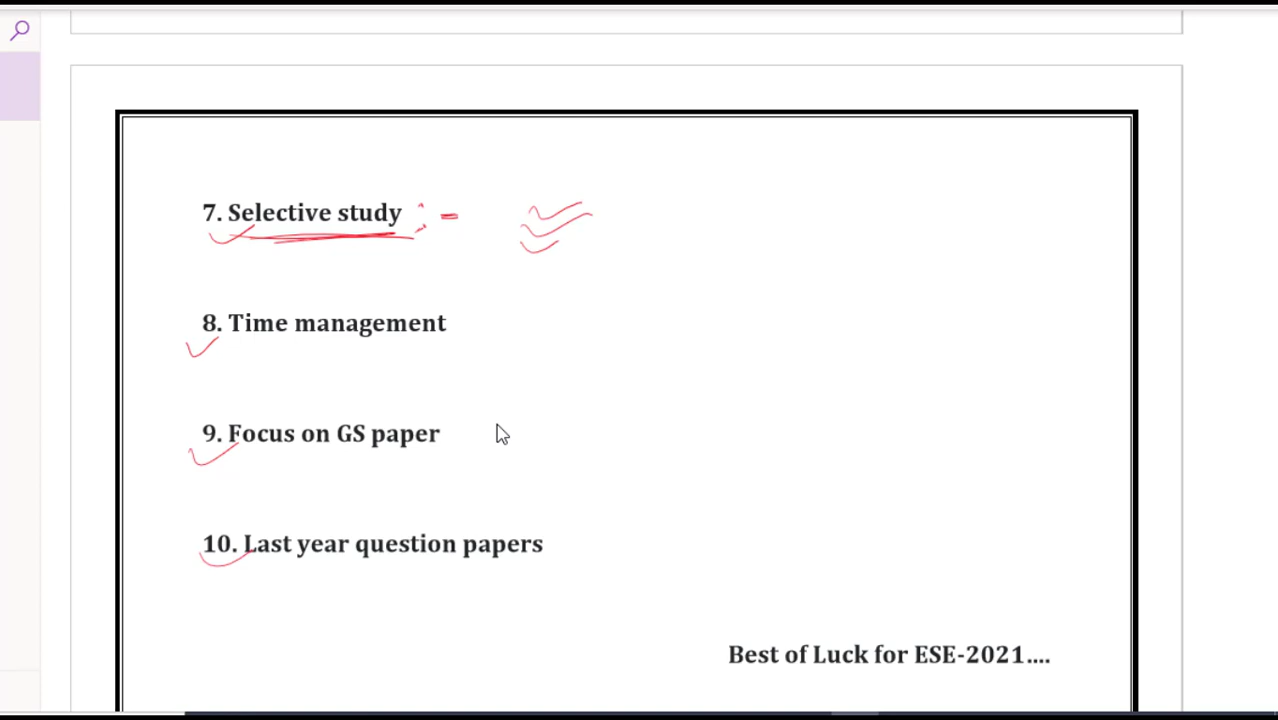 7. Selective study :-
8. Time management
9. Focus on GS paper
10. Last year question papers
Best of Luck for ESE-2021....